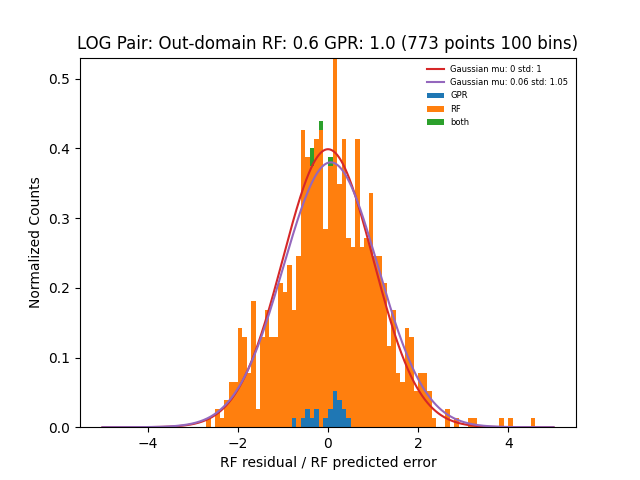 LOG Pair: Out-domain RF: 0.6 GPR: 1.0 (773 points 100 bins)
Gaussian mu: 0 std: 1
Gaussian mu: 0.06 std: 1.05
GPR
RF
both
0.5
0.4
0.3
0.2
0.1
0.0
Normalized Counts
−4
−2
0
2
4
RF residual / RF predicted error